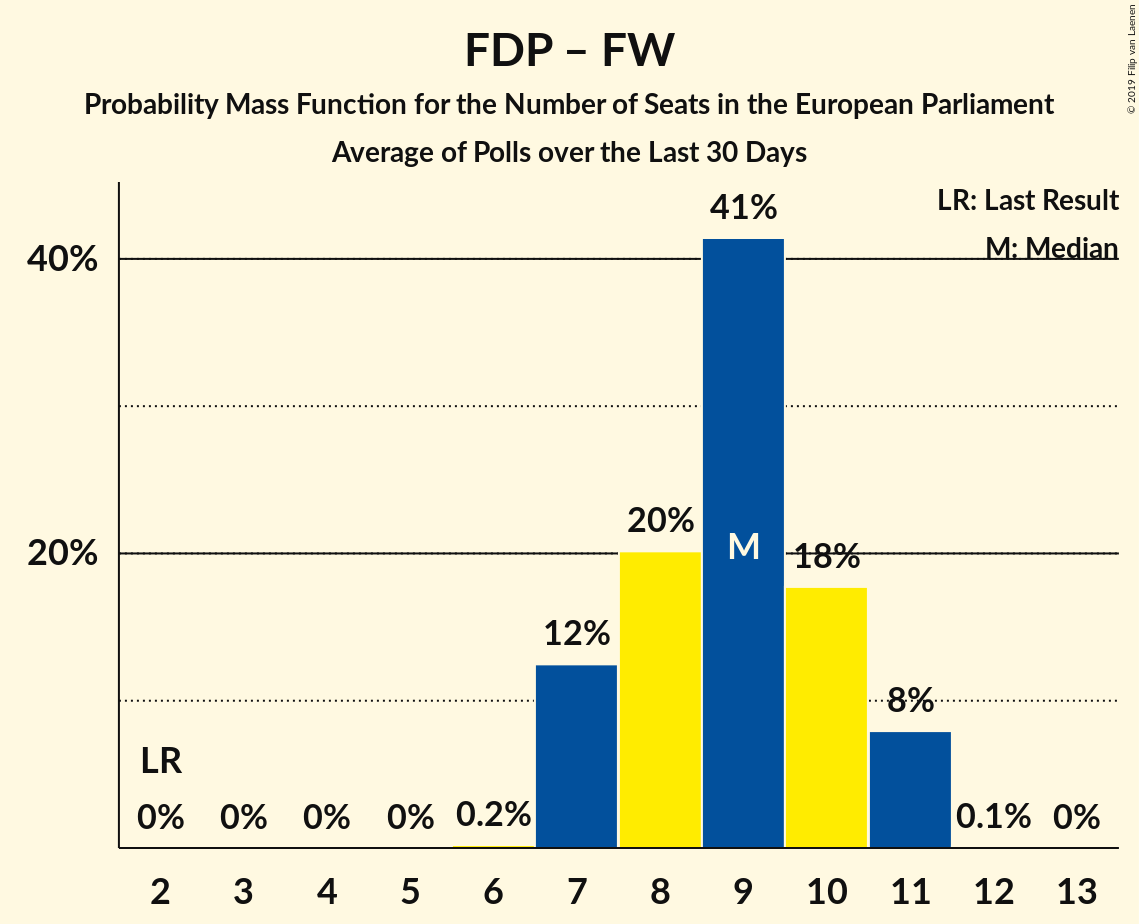 FDP – FW
Probability Mass Function for the Number of Seats in the European Parliament
Average of Polls over the Last 30 Days
© 2019 Filip van Laenen
LR: Last Result
M: Median
41%
40%
20%
M
18%
20%
12%
8%
LR
0% 0% 0% 0% 0.2% 0.1% 0%
2 3 4 5 6 7 8 9 10 11 12 13